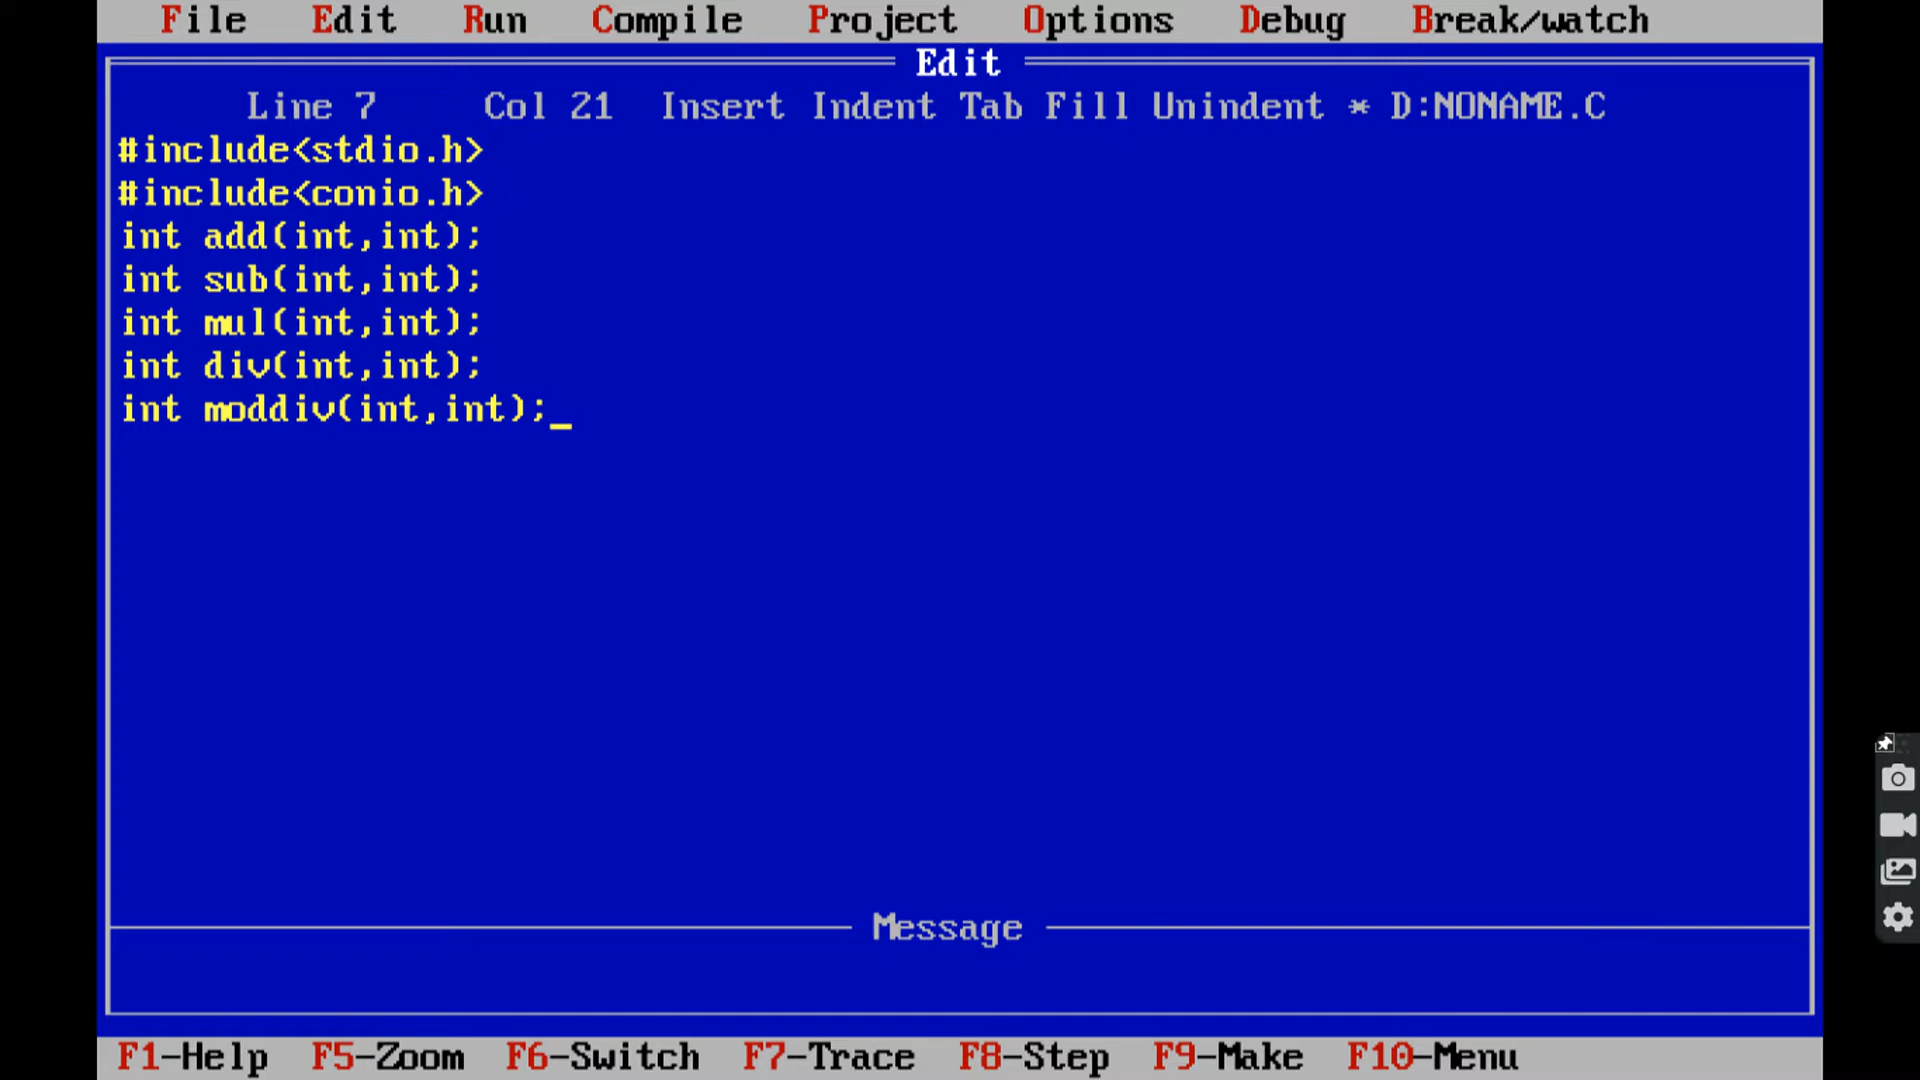 File Edit Run Compile Project Options Debug Break/watch
Edit
Line 7 Col 21 Insert Indent Tab Fill Unindent * D:NONAME.C
#include<stdio.h>
#include<conio.h>
int add(int,int);
int sub(int,int);
int mul(int,int);
int div(int,int);
int moddiv(int,int);_
Message
F1-Help F5-Zoom F6-Switch F7-Trace F8-Step F9-Make F10-Menu